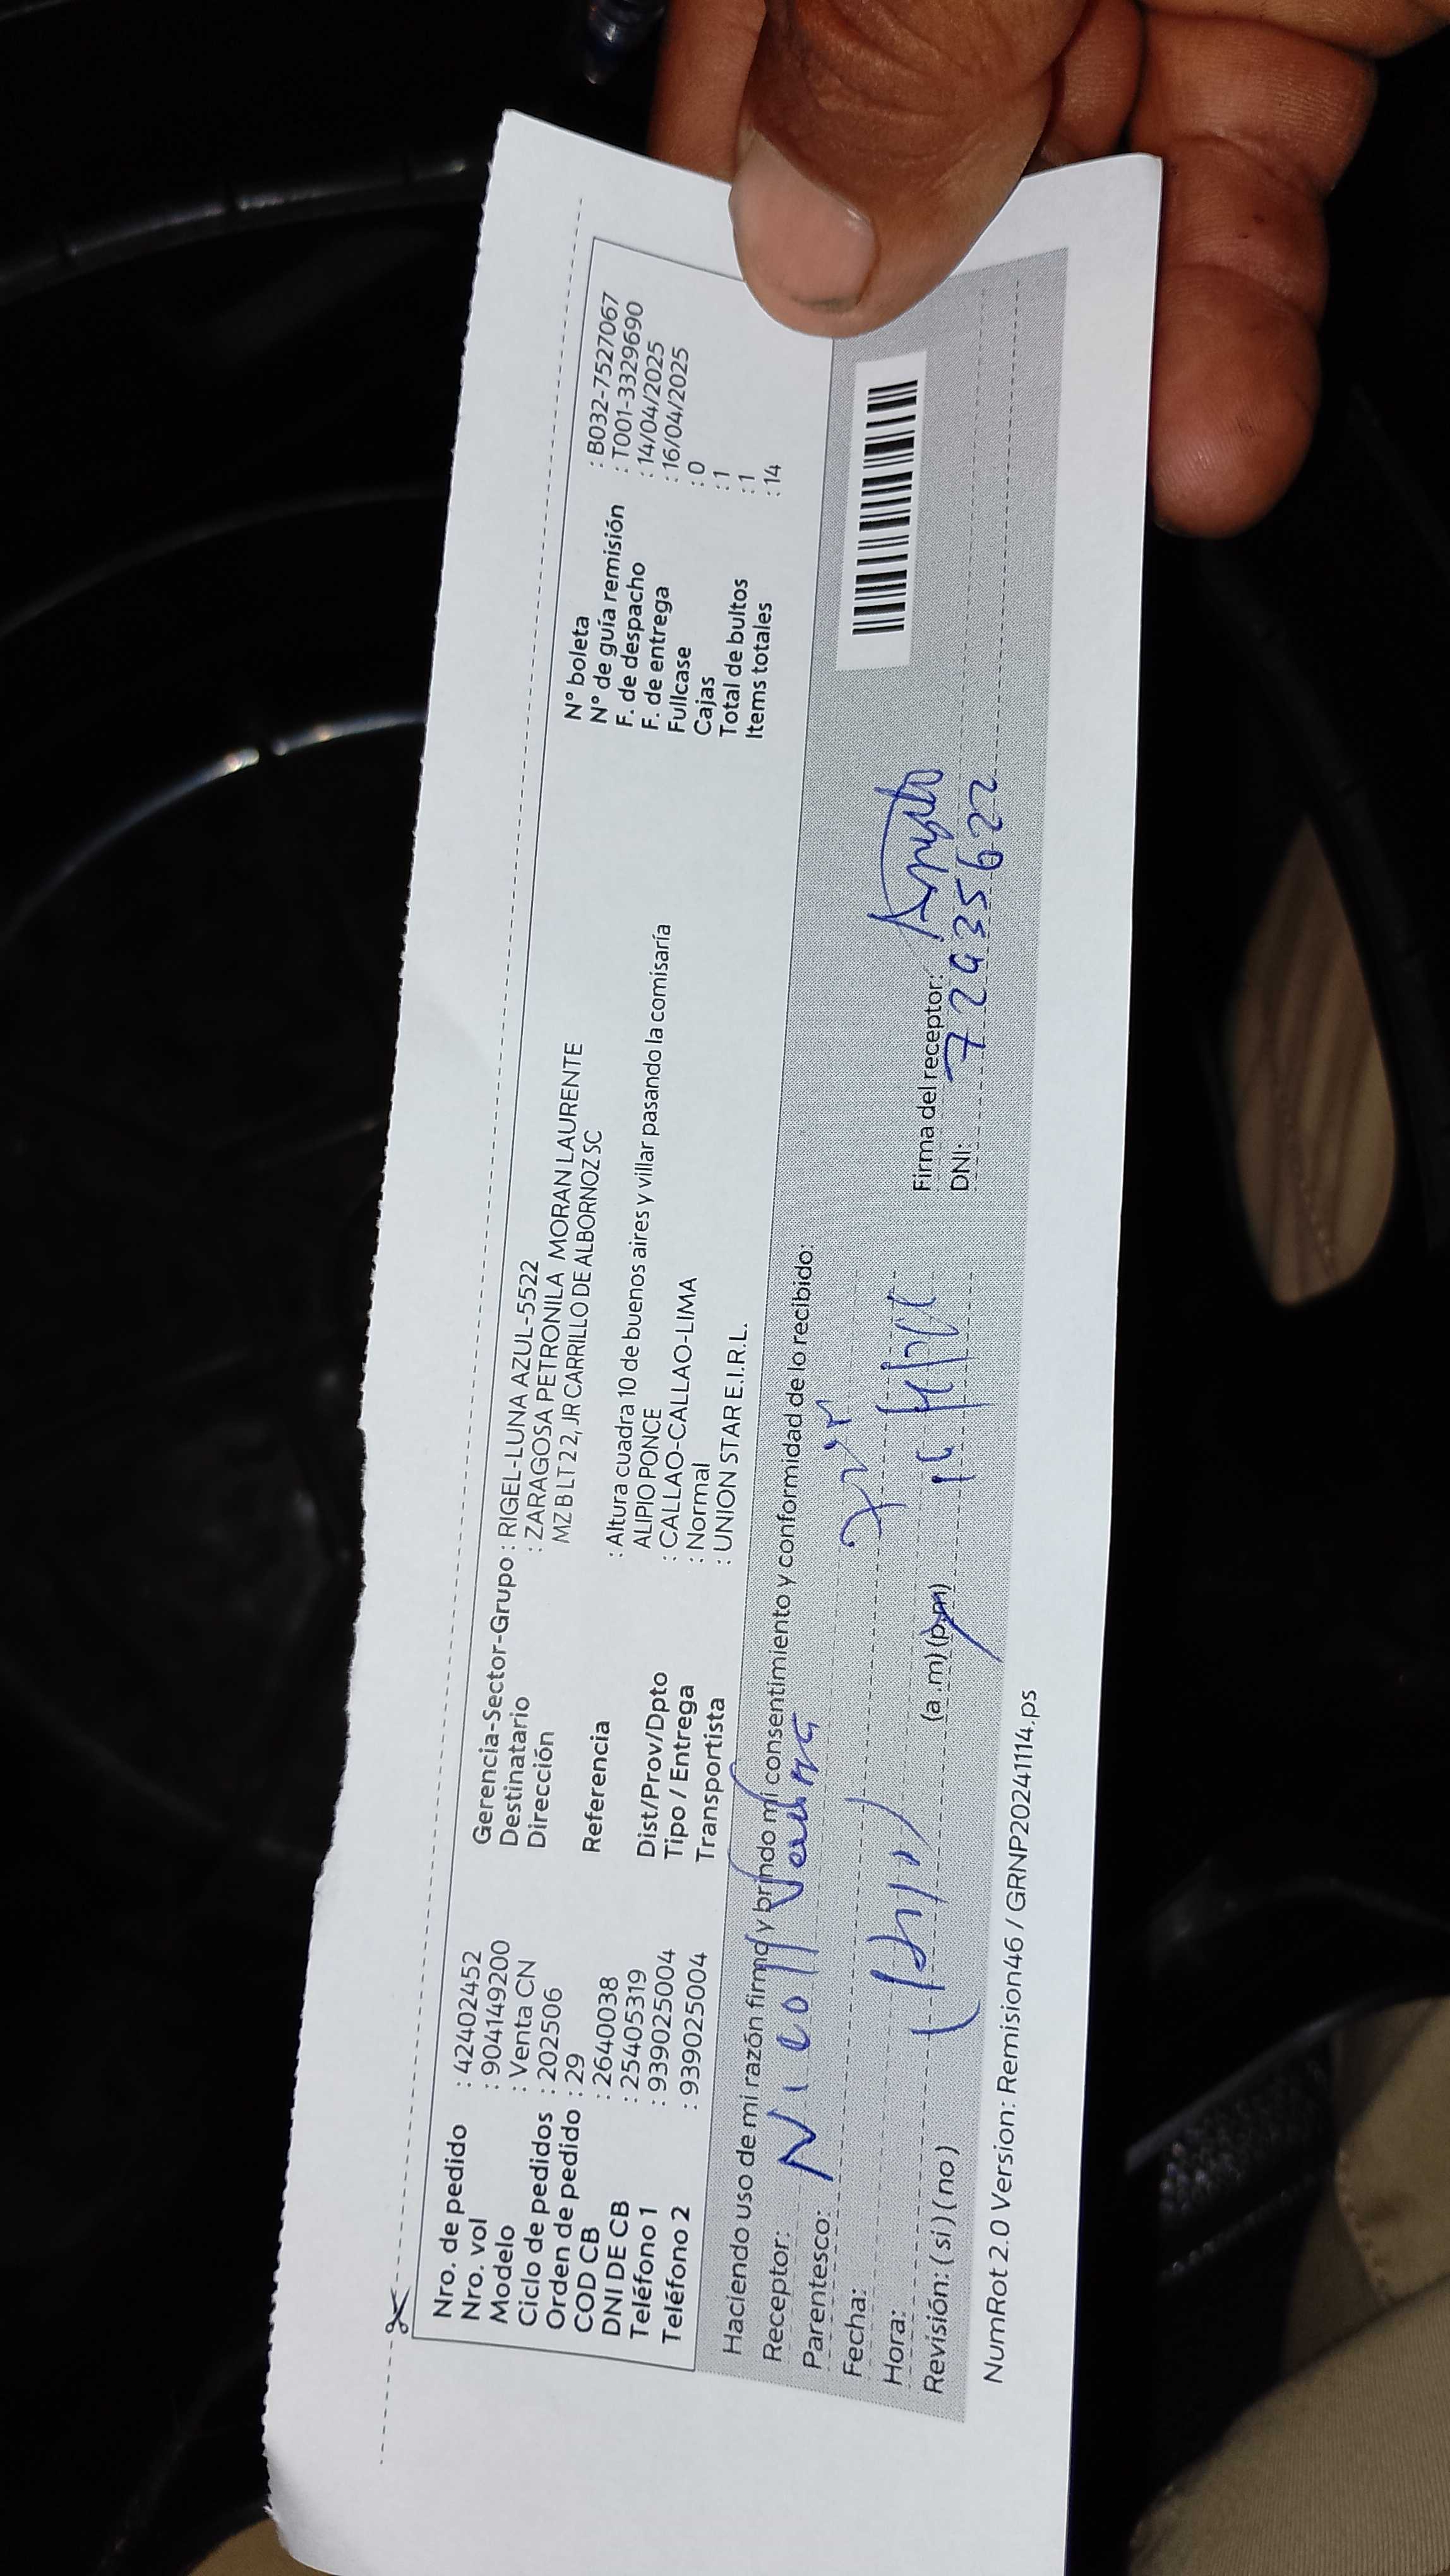 Nro. de pedido : 42402452
Nro. vol : 904149200
Modelo : Venta CN
Ciclo de pedidos : 202506
Orden de pedido : 29
COD CB : 2640038
DNI DE CB : 25405319
Teléfono 1 : 939025004
Teléfono 2 : 939025004
Gerencia-Sector-Grupo : RIGEL-LUNA AZUL-5522
Destinatario : ZARAGOSA PETRONILA MORAN LAURENTE
Dirección MZ B LT 22, JR CARRILLO DE ALBORNOZ SC
Referencia : Altura cuadra 10 de buenos aires y villar pasando la comisaría
ALIPIO PONCE
Dist/Prov/Dpto : CALLAO-CALLAO-LIMA
Tipo / Entrega : Normal
Transportista : UNION STAR E.I.R.L.
N° boleta : B032-7527067
N° de guía remisión : T001-3329690
F. de despacho : 14/04/2025
F. de entrega : 16/04/2025
Fullcase : 0
Cajas : 1
Total de bultos : 1
Items totales : 14
Haciendo uso de mi razón firmo y brindo mi consentimiento y conformidad de lo recibido:
Receptor: Nicoll
Parentesco:
Fecha:
Hora: (a .m) (p.m)
Revisión: ( si ) ( no )
Firma del receptor:
DNI: 72935622
NumRot 2.0 Version: Remision46 / GRNP20241114.ps